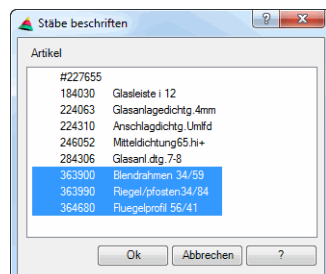 Stäbe beschriften
Artikel
#227655
184030 Glasleiste i 12
224063 Glasanlagedichtg.4mm
224310 Anschlagdichtg.Umlfd
246052 Mitteldichtung65.hi+
284306 Glasanl.dtg.7-8
363900 Blendrahmen 34/59
363990 Riegel/pfosten34/84
364680 Fluegelprofil 56/41
Ok Abbrechen ?